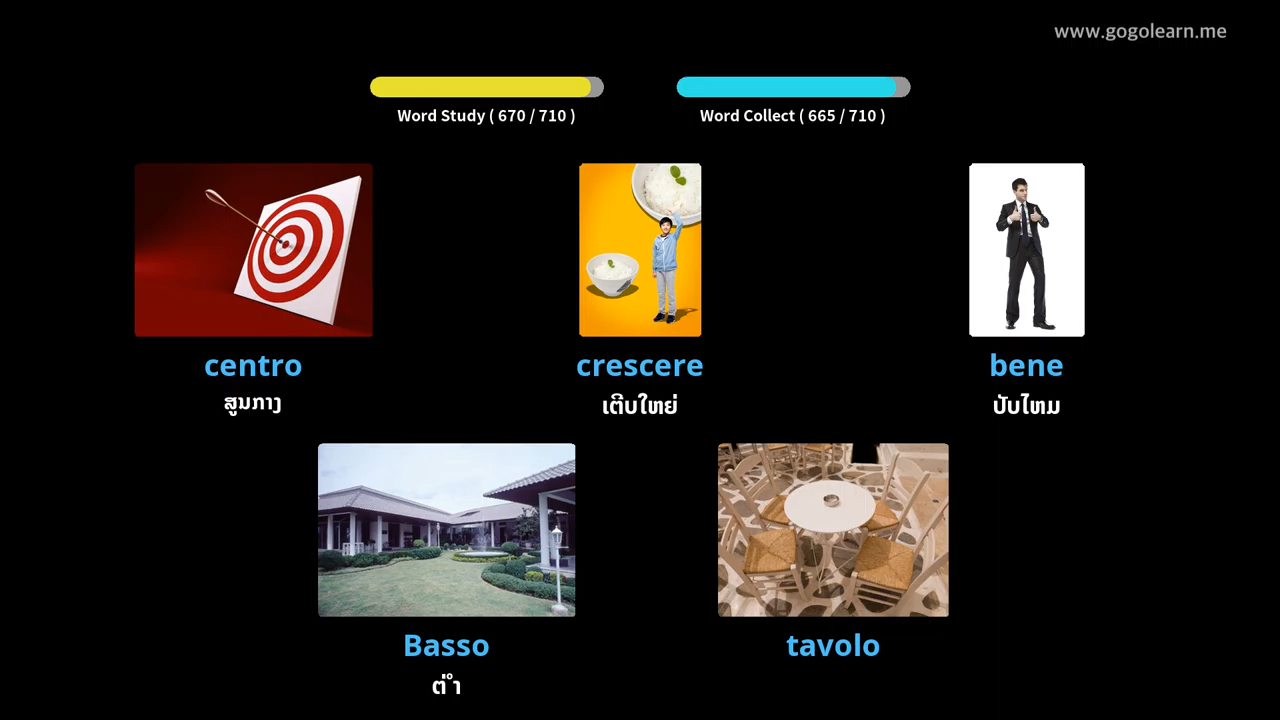 www.gogolearn.me
Word Study ( 670 / 710 )
Word Collect ( 665 / 710 )
centro
ສູນກາງ
crescere
ເຕີບໃຫຍ່
bene
ປັບໄຫມ
Basso
ຕ ່ຳ
tavolo